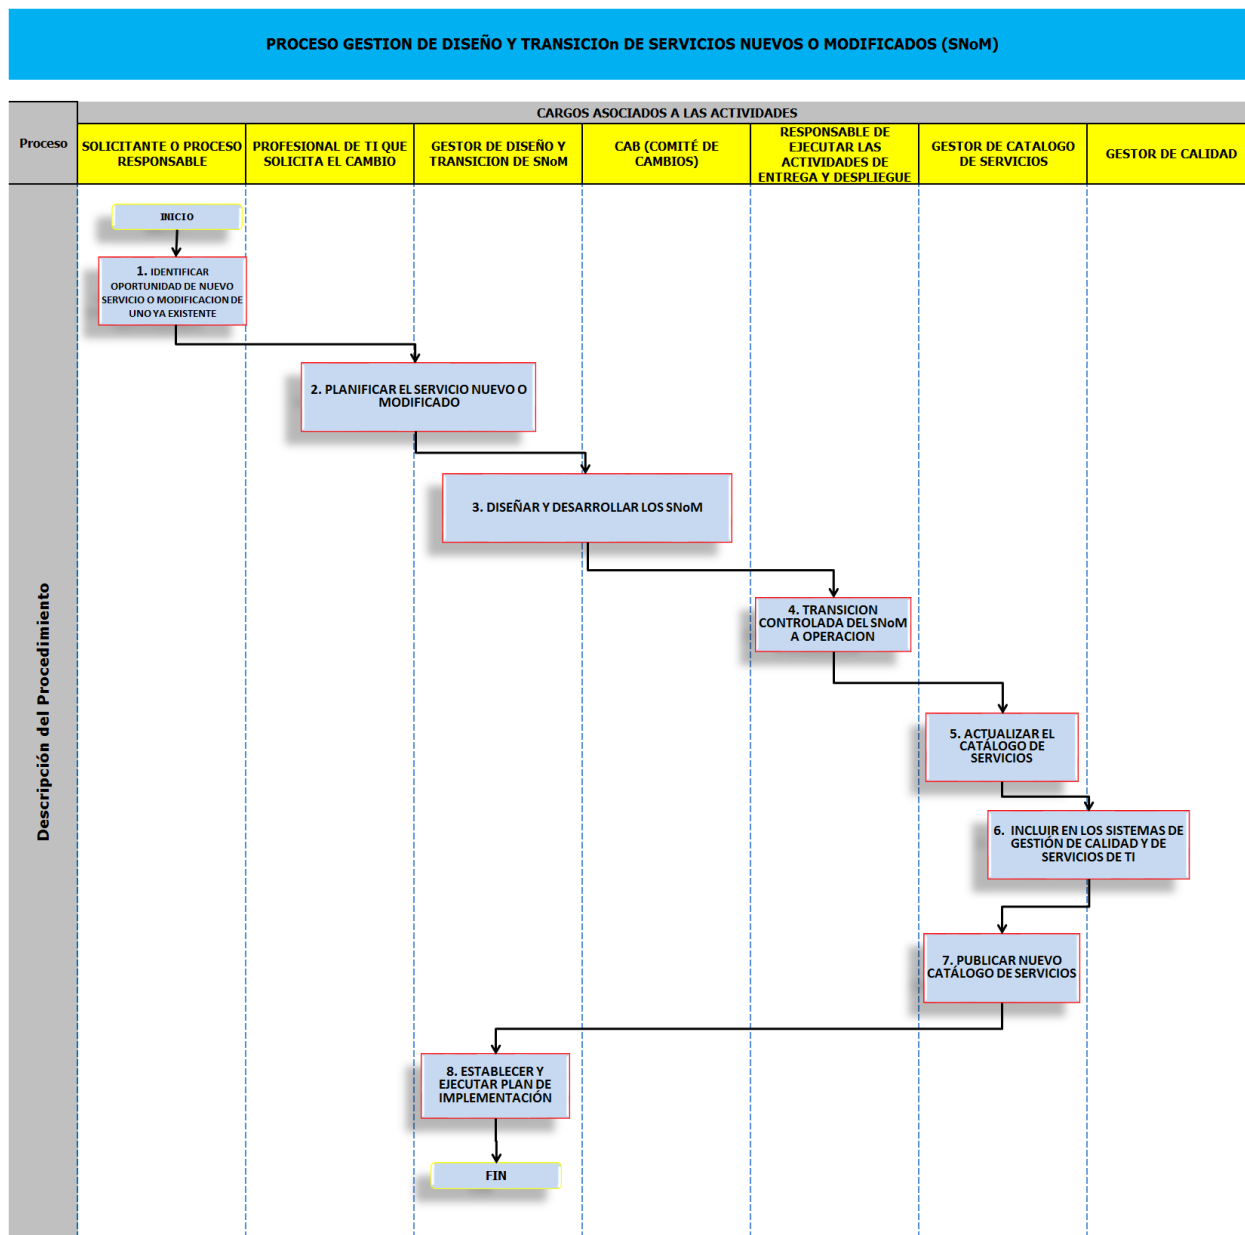 PROCESO GESTION DE DISEÑO Y TRANSICIOn DE SERVICIOS NUEVOS O MODIFICADOS (SNoM)
CARGOS ASOCIADOS A LAS ACTIVIDADES
Proceso
SOLICITANTE O PROCESO
RESPONSABLE
PROFESIONAL DE TI QUE
SOLICITA EL CAMBIO
GESTOR DE DISEÑO Y
TRANSICION DE SNoM
CAB (COMITÉ DE
CAMBIOS)
RESPONSABLE DE
EJECUTAR LAS
ACTIVIDADES DE
ENTREGA Y DESPLIEGUE
GESTOR DE CATALOGO
DE SERVICIOS
GESTOR DE CALIDAD
Descripción del Procedimiento
INICIO
1. IDENTIFICAR
OPORTUNIDAD DE NUEVO
SERVICIO O MODIFICACION DE
UNO YA EXISTENTE
2. PLANIFICAR EL SERVICIO NUEVO O
MODIFICADO
3. DISEÑAR Y DESARROLLAR LOS SNoM
4. TRANSICION
CONTROLADA DEL SNoM
A OPERACION
5. ACTUALIZAR EL
CATÁLOGO DE
SERVICIOS
6. INCLUIR EN LOS SISTEMAS DE
GESTIÓN DE CALIDAD Y DE
SERVICIOS DE TI
7. PUBLICAR NUEVO
CATÁLOGO DE SERVICIOS
8. ESTABLECER Y
EJECUTAR PLAN DE
IMPLEMENTACIÓN
FIN